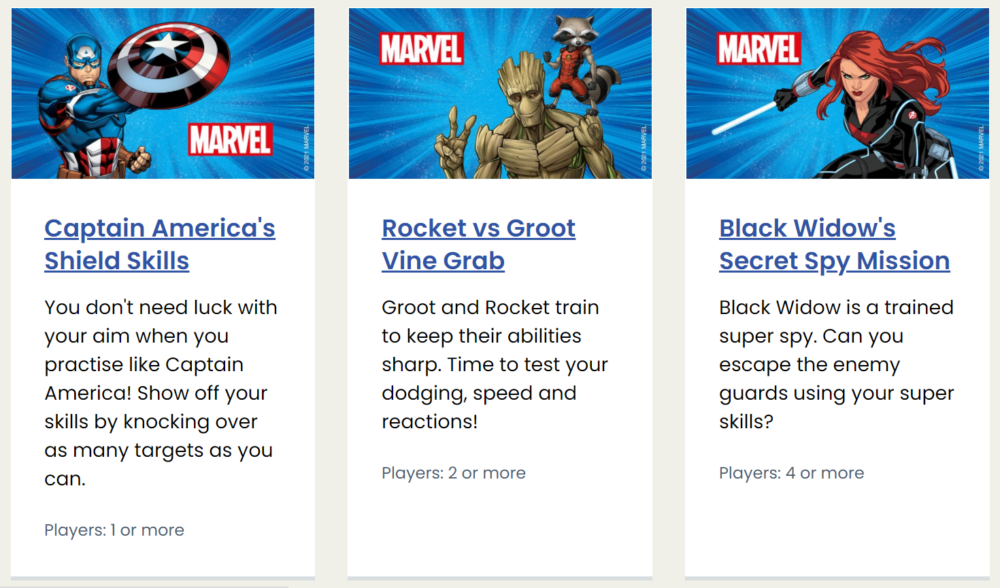 MARVEL
© 2021 MARVEL
Captain America's
Shield Skills
You don't need luck with
your aim when you
practise like Captain
America! Show off your
skills by knocking over
as many targets as you
can.
Players: 1 or more
MARVEL
© 2021 MARVEL
Rocket vs Groot
Vine Grab
Groot and Rocket train
to keep their abilities
sharp. Time to test your
dodging, speed and
reactions!
Players: 2 or more
MARVEL
© 2021 MARVEL
Black Widow's
Secret Spy Mission
Black Widow is a trained
super spy. Can you
escape the enemy
guards using your super
skills?
Players: 4 or more